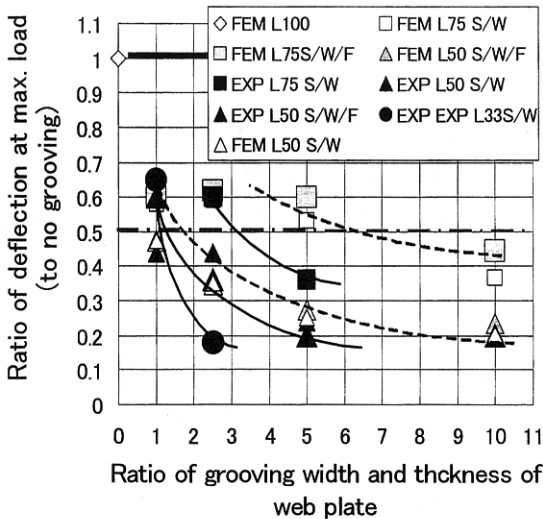 FEM L100
FEM L75 S/W
FEM L75S/W/F
FEM L50 S/W/F
EXP L75 S/W
EXP L50 S/W
EXP L50 S/W/F
EXP EXP L33S/W
FEM L50 S/W
Ratio of deflection at max. load
(to no grooving)
1.1
1
0.9
0.8
0.7
0.6
0.5
0.4
0.3
0.2
0.1
0
0 1 2 3 4 5 6 7 8 9 10 11
Ratio of grooving width and thckness of
web plate